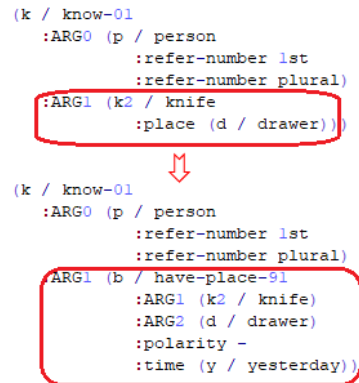 (k / know-01
:ARG0 (p / person
:refer-number 1st
:refer-number plural)
:ARG1 (k2 / knife
:place (d / drawer)))
(k / know-01
:ARG0 (p / person
:refer-number 1st
:refer-number plural)
:ARG1 (b / have-place-91
:ARG1 (k2 / knife)
:ARG2 (d / drawer)
:polarity -
:time (y / yesterday))